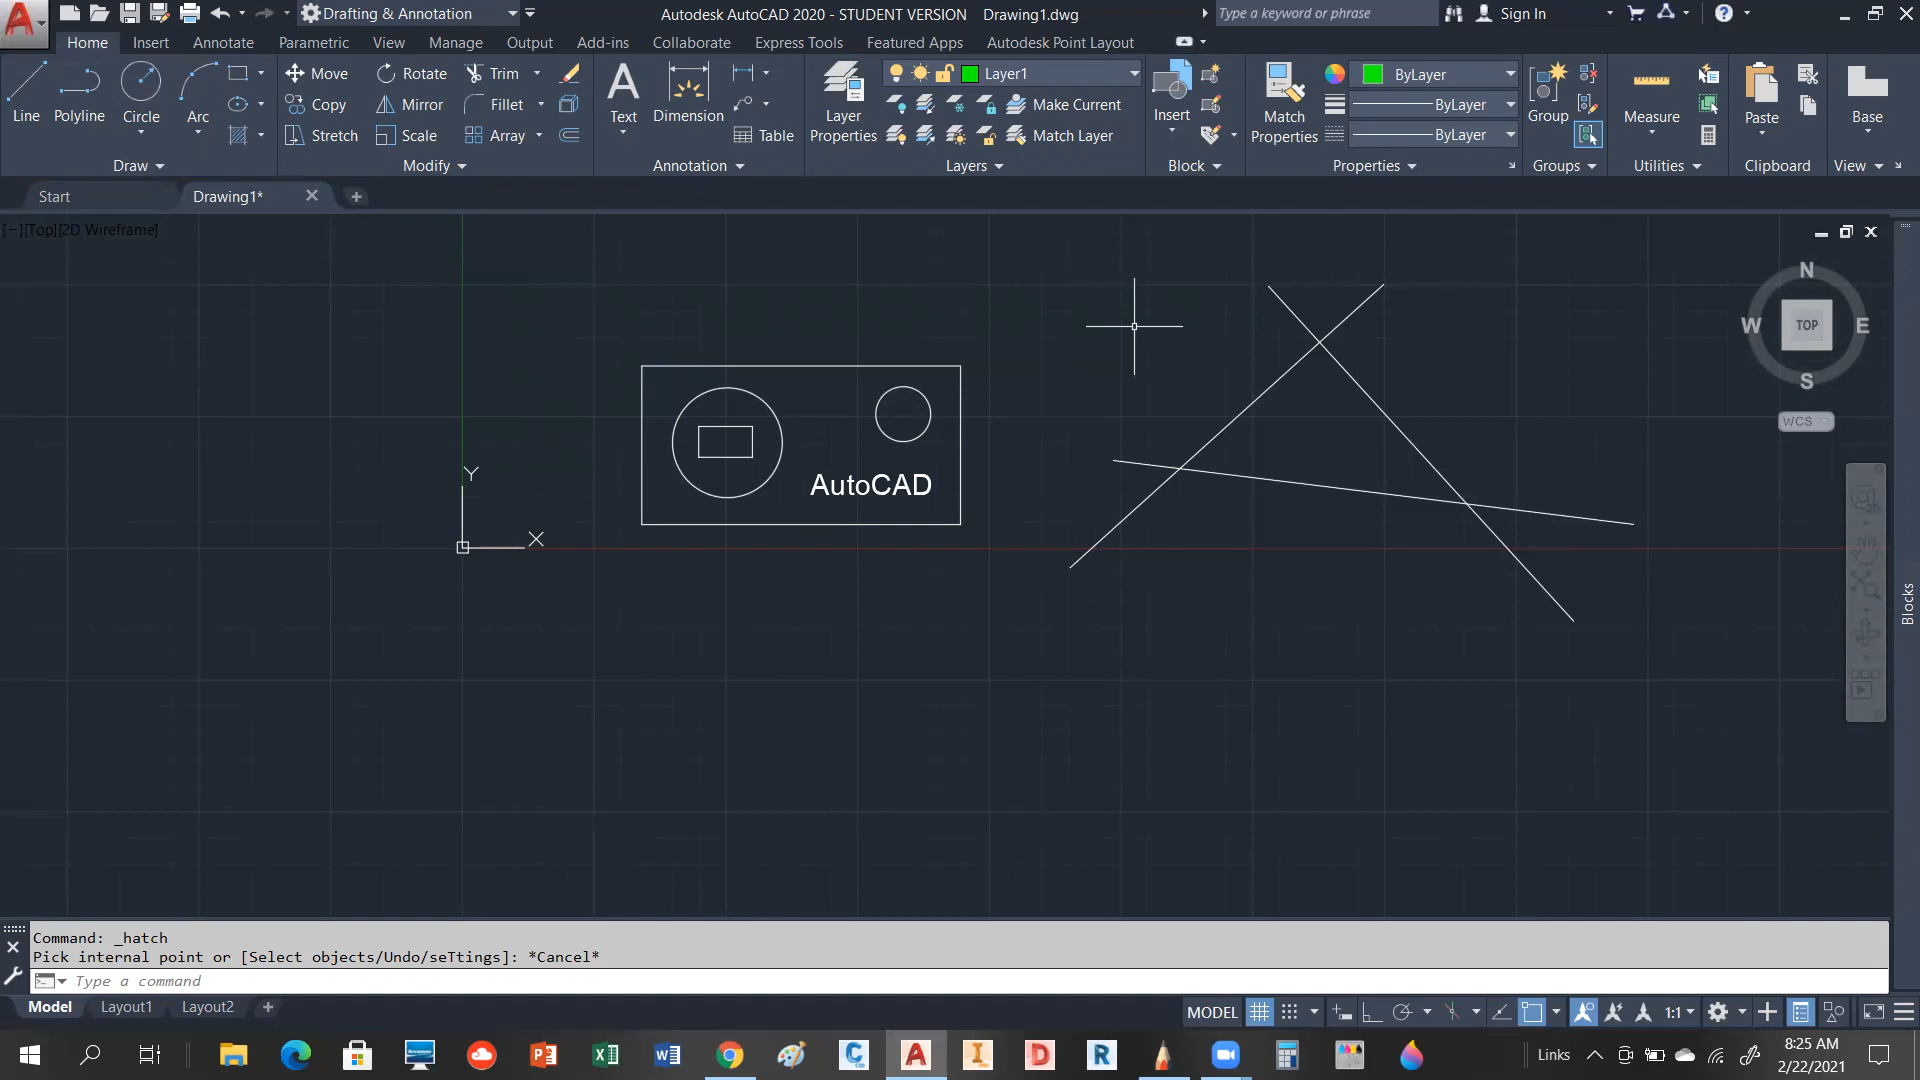 Drafting & Annotation
Autodesk AutoCAD 2020 - STUDENT VERSION Drawing1.dwg
Type a keyword or phrase
Sign In
Home Insert Annotate Parametric View Manage Output Add-ins Collaborate Express Tools Featured Apps Autodesk Point Layout
Line Polyline Circle Arc
Move Rotate Trim
Copy Mirror Fillet
Stretch Scale Array
Text Dimension Table
Layer Properties
Layer1
Make Current
Match Layer
Insert
Match Properties
ByLayer
ByLayer
ByLayer
Group
Measure
Paste
Base
Draw Modify Annotation Layers Block Properties Groups Utilities Clipboard View
Start Drawing1*
[−][Top][2D Wireframe]
N
W TOP E
S
WCS
AutoCAD
Y
X
Blocks
Command: _hatch
Pick internal point or [Select objects/Undo/seTtings]: *Cancel*
Type a command
Model Layout1 Layout2
MODEL
1:1
Links
8:25 AM
2/22/2021